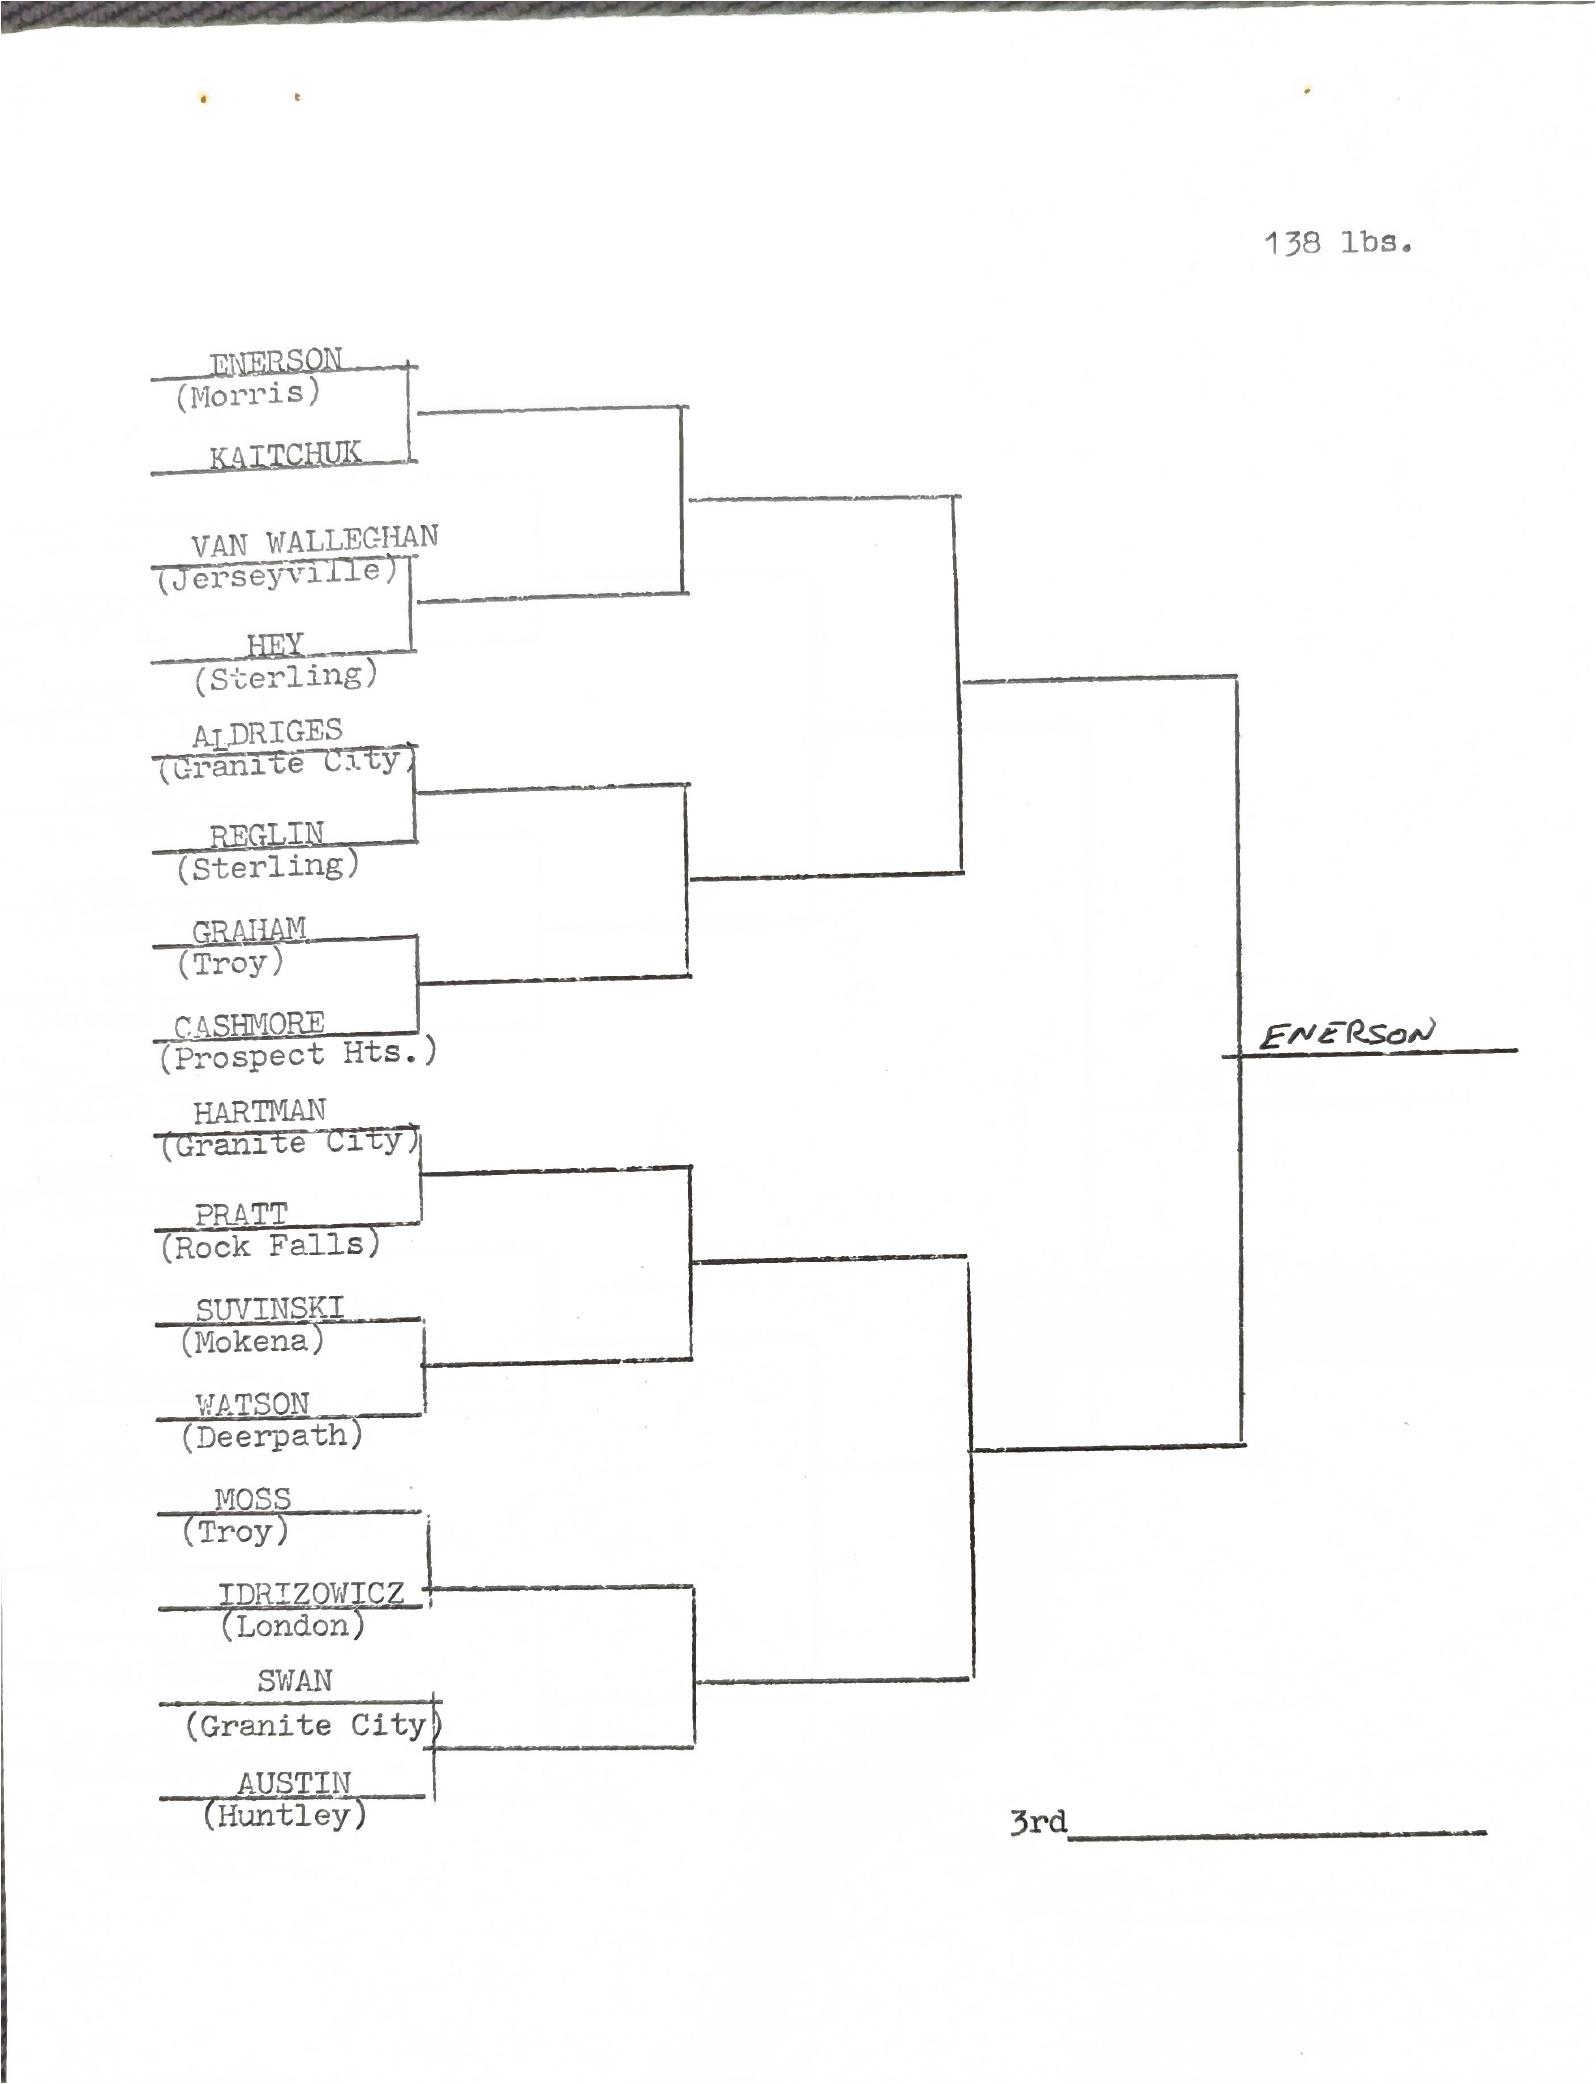 138 lbs.
ENERSON
(Morris)
KAITCHUK
VAN WALLEGHAN
(Jerseyville)
HEY
(Sterling)
ALDRIGES
(Granite City)
REGLIN
(Sterling)
GRAHAM
(Troy)
CASHMORE
(Prospect Hts.)
ENERSON
HARTMAN
(Granite City)
PRATT
(Rock Falls)
SUVINSKI
(Mokena)
WATSON
(Deerpath)
MOSS
(Troy)
IDRIZOWICZ
(London)
SWAN
(Granite City)
AUSTIN
(Huntley)
3rd